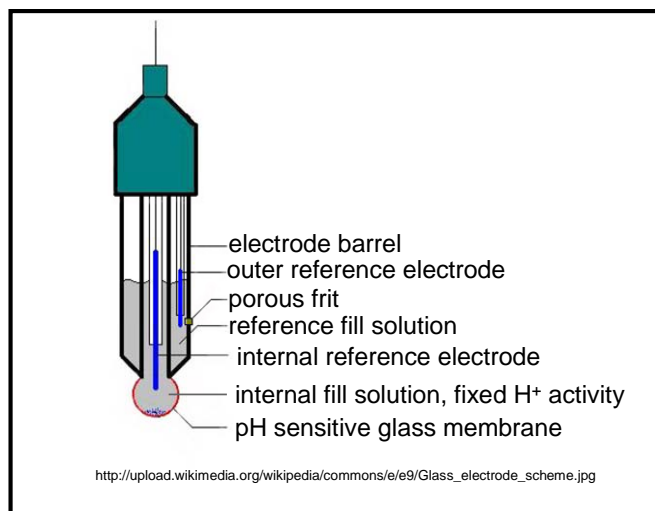 electrode barrel
outer reference electrode
porous frit
reference fill solution
internal reference electrode
internal fill solution, fixed H⁺ activity
pH sensitive glass membrane
http://upload.wikimedia.org/wikipedia/commons/e/e9/Glass_electrode_scheme.jpg